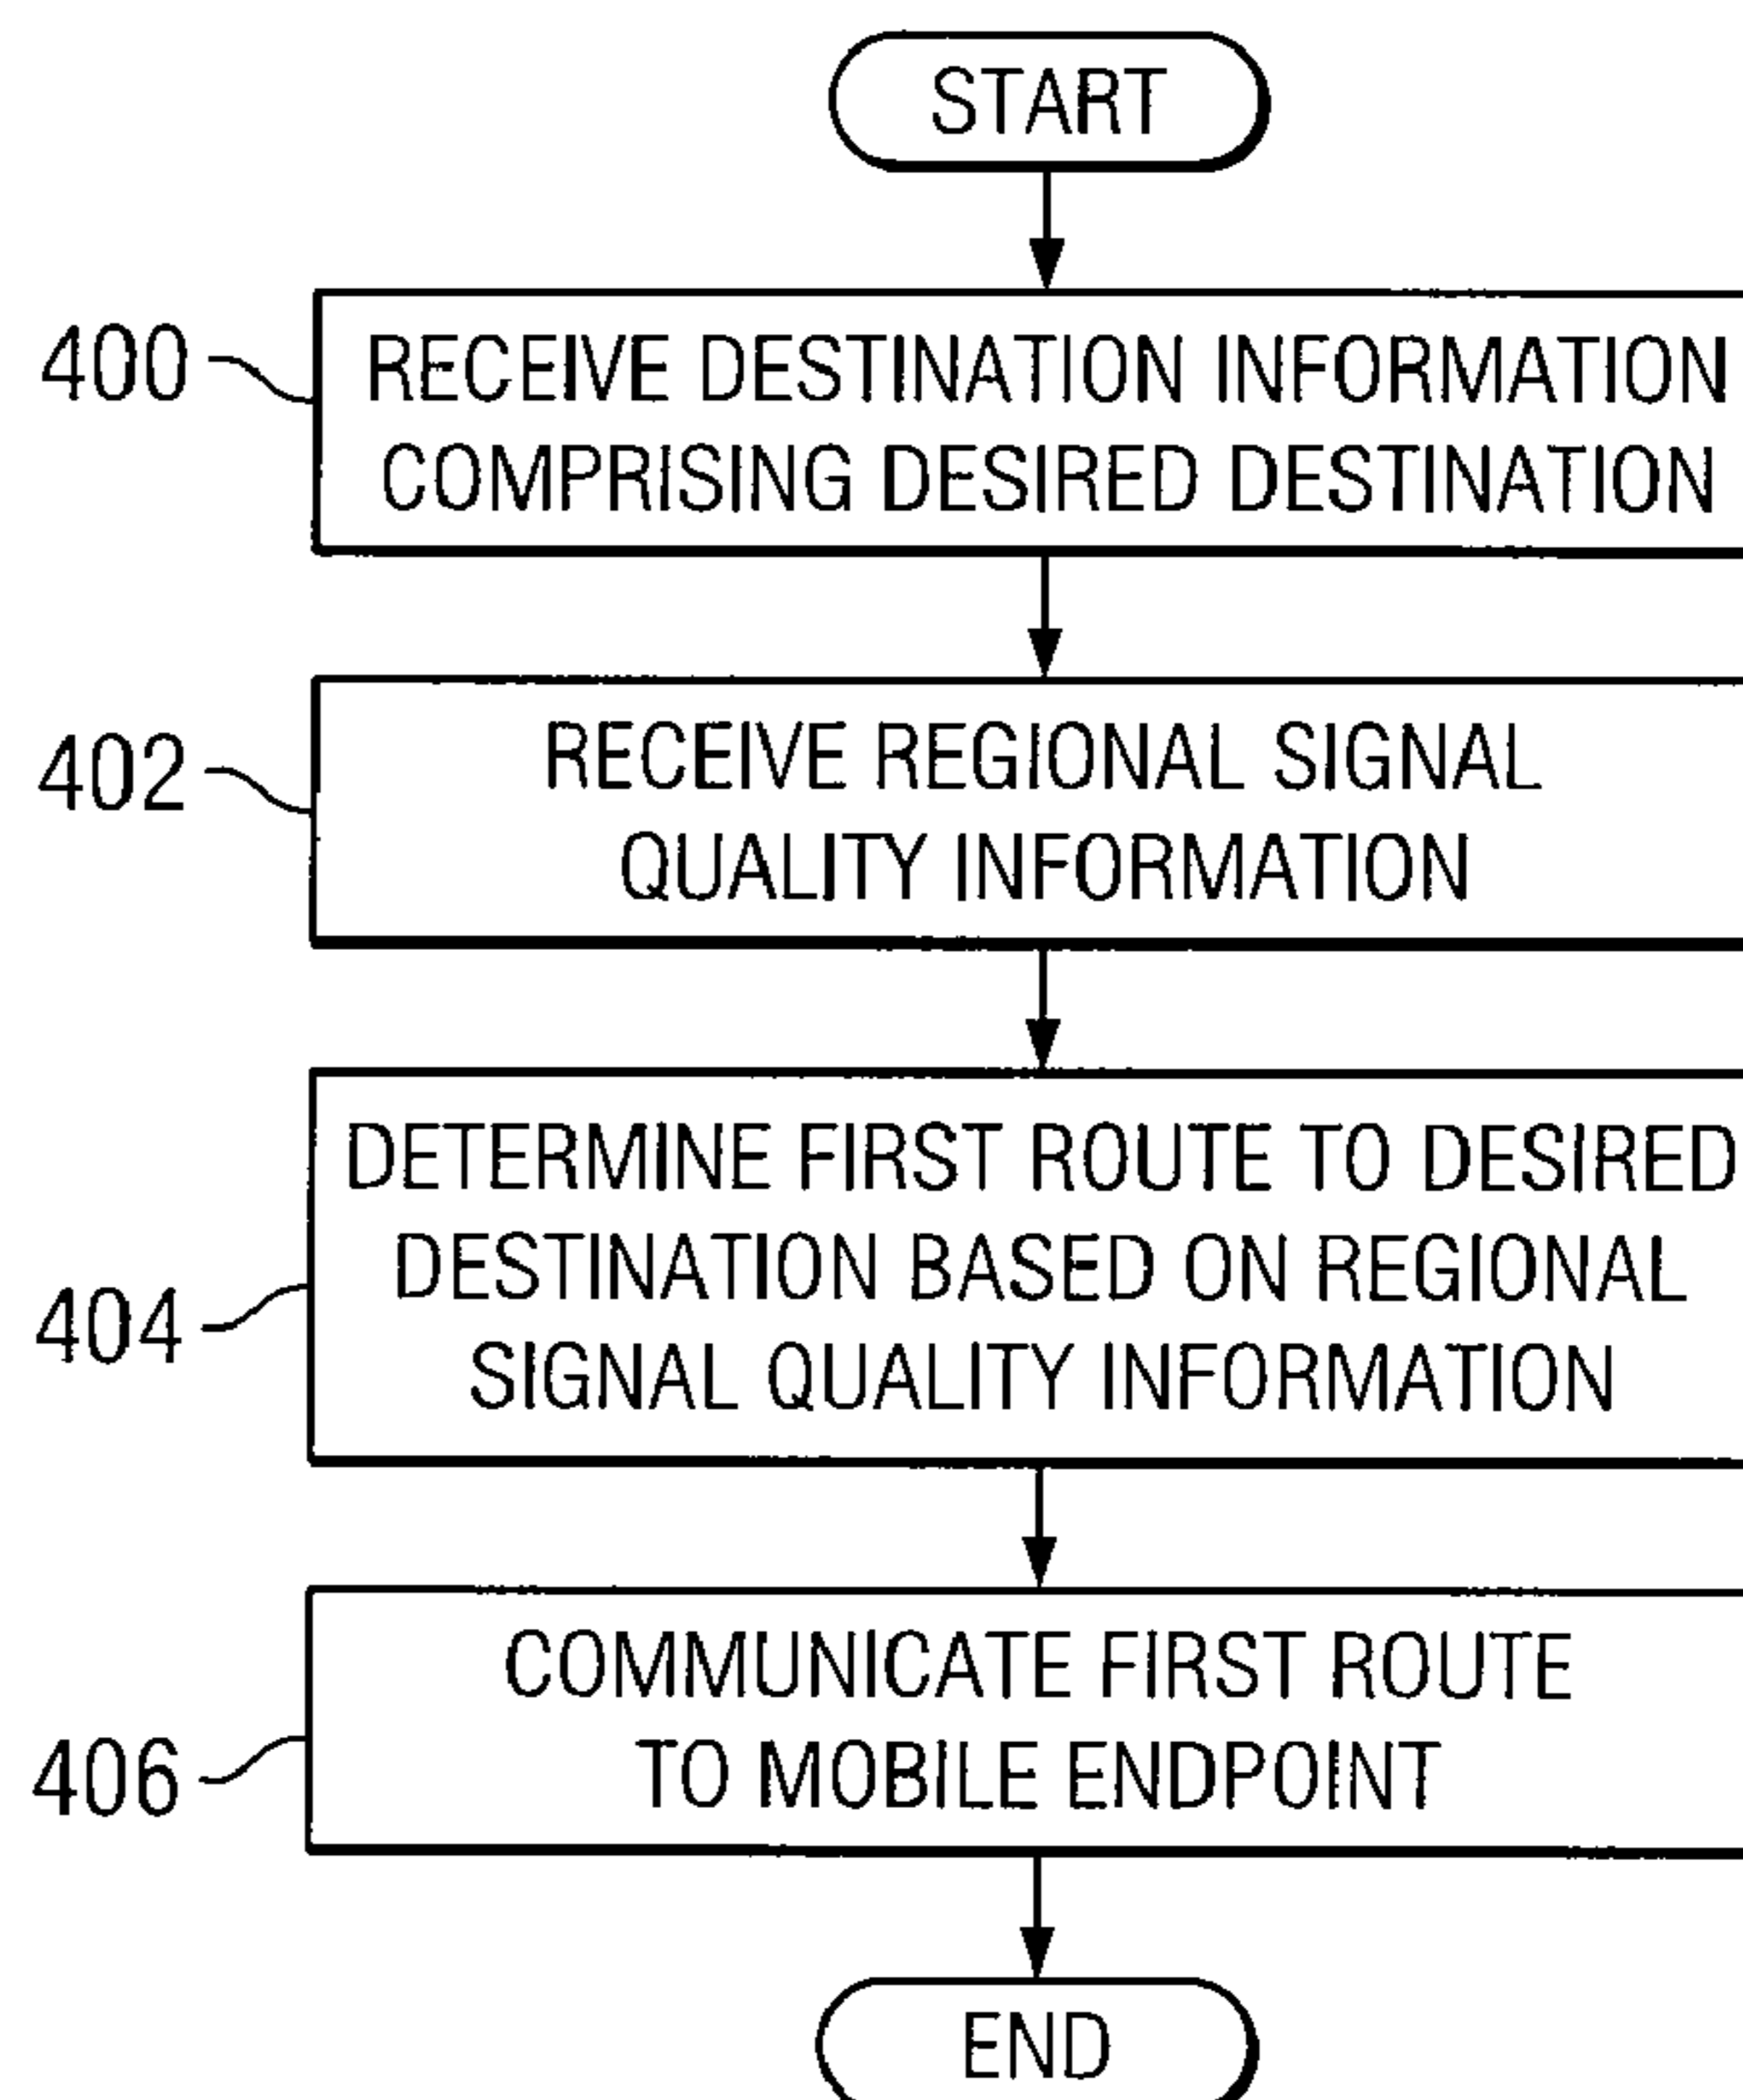 START
400
RECEIVE DESTINATION INFORMATION
COMPRISING DESIRED DESTINATION
402
RECEIVE REGIONAL SIGNAL
QUALITY INFORMATION
404
DETERMINE FIRST ROUTE TO DESIRED
DESTINATION BASED ON REGIONAL
SIGNAL QUALITY INFORMATION
406
COMMUNICATE FIRST ROUTE
TO MOBILE ENDPOINT
END